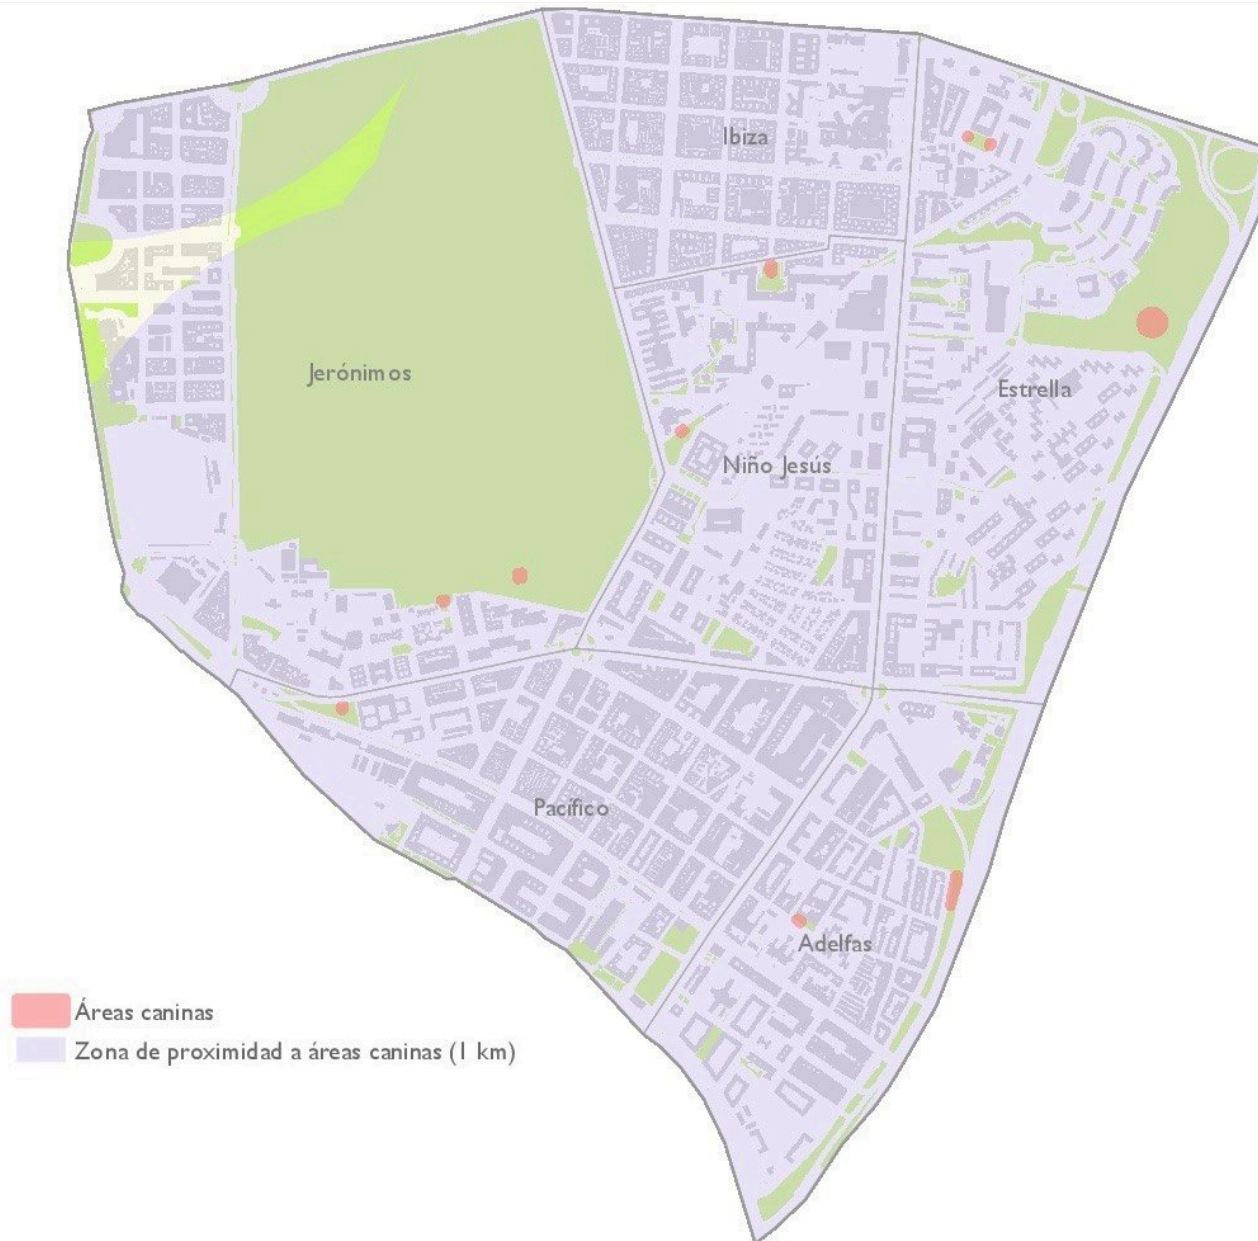 Ibiza
Jerónimos
Estrella
Niño Jesús
Pacífico
Adelfas
Áreas caninas
Zona de proximidad a áreas caninas (1 km)